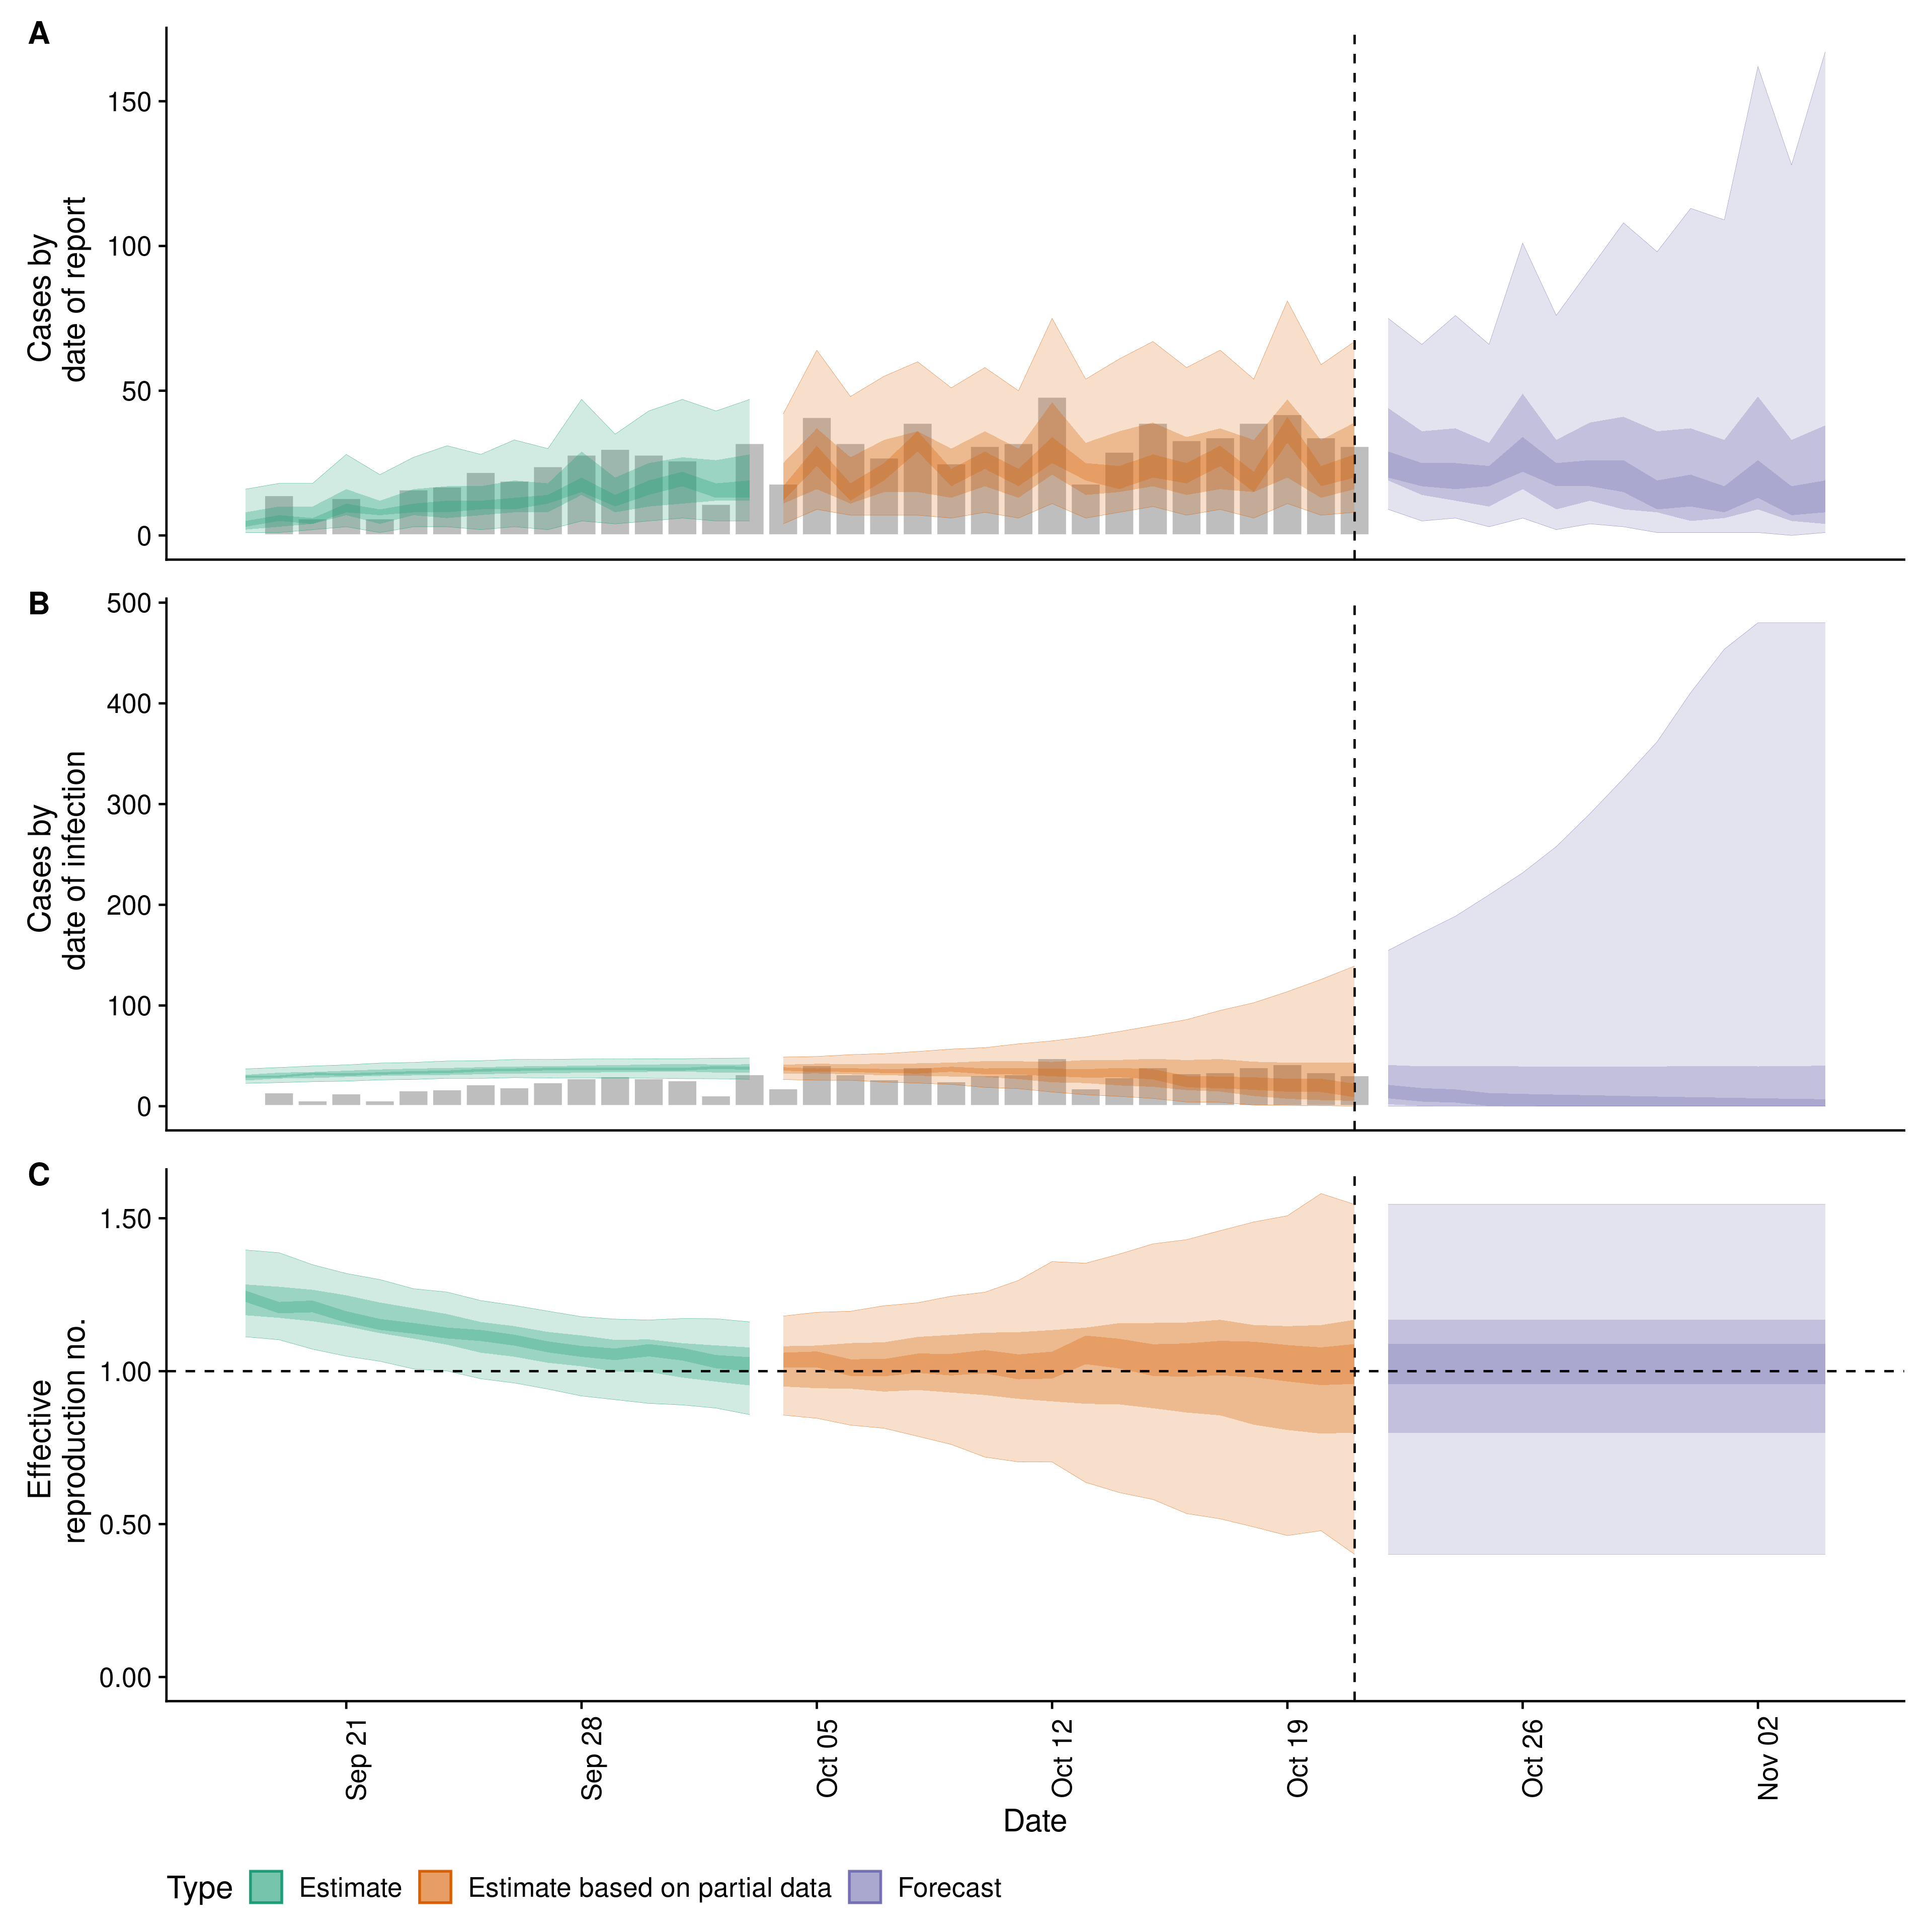 A
150
100
50
0
Cases by
date of report
B
500
400
300
200
100
0
Cases by
date of infection
C
1.50
1.00
0.50
0.00
Effective
reproduction no.
Sep 21
Sep 28
Oct 05
Oct 12
Oct 19
Oct 26
Nov 02
Date
Type Estimate Estimate based on partial data Forecast